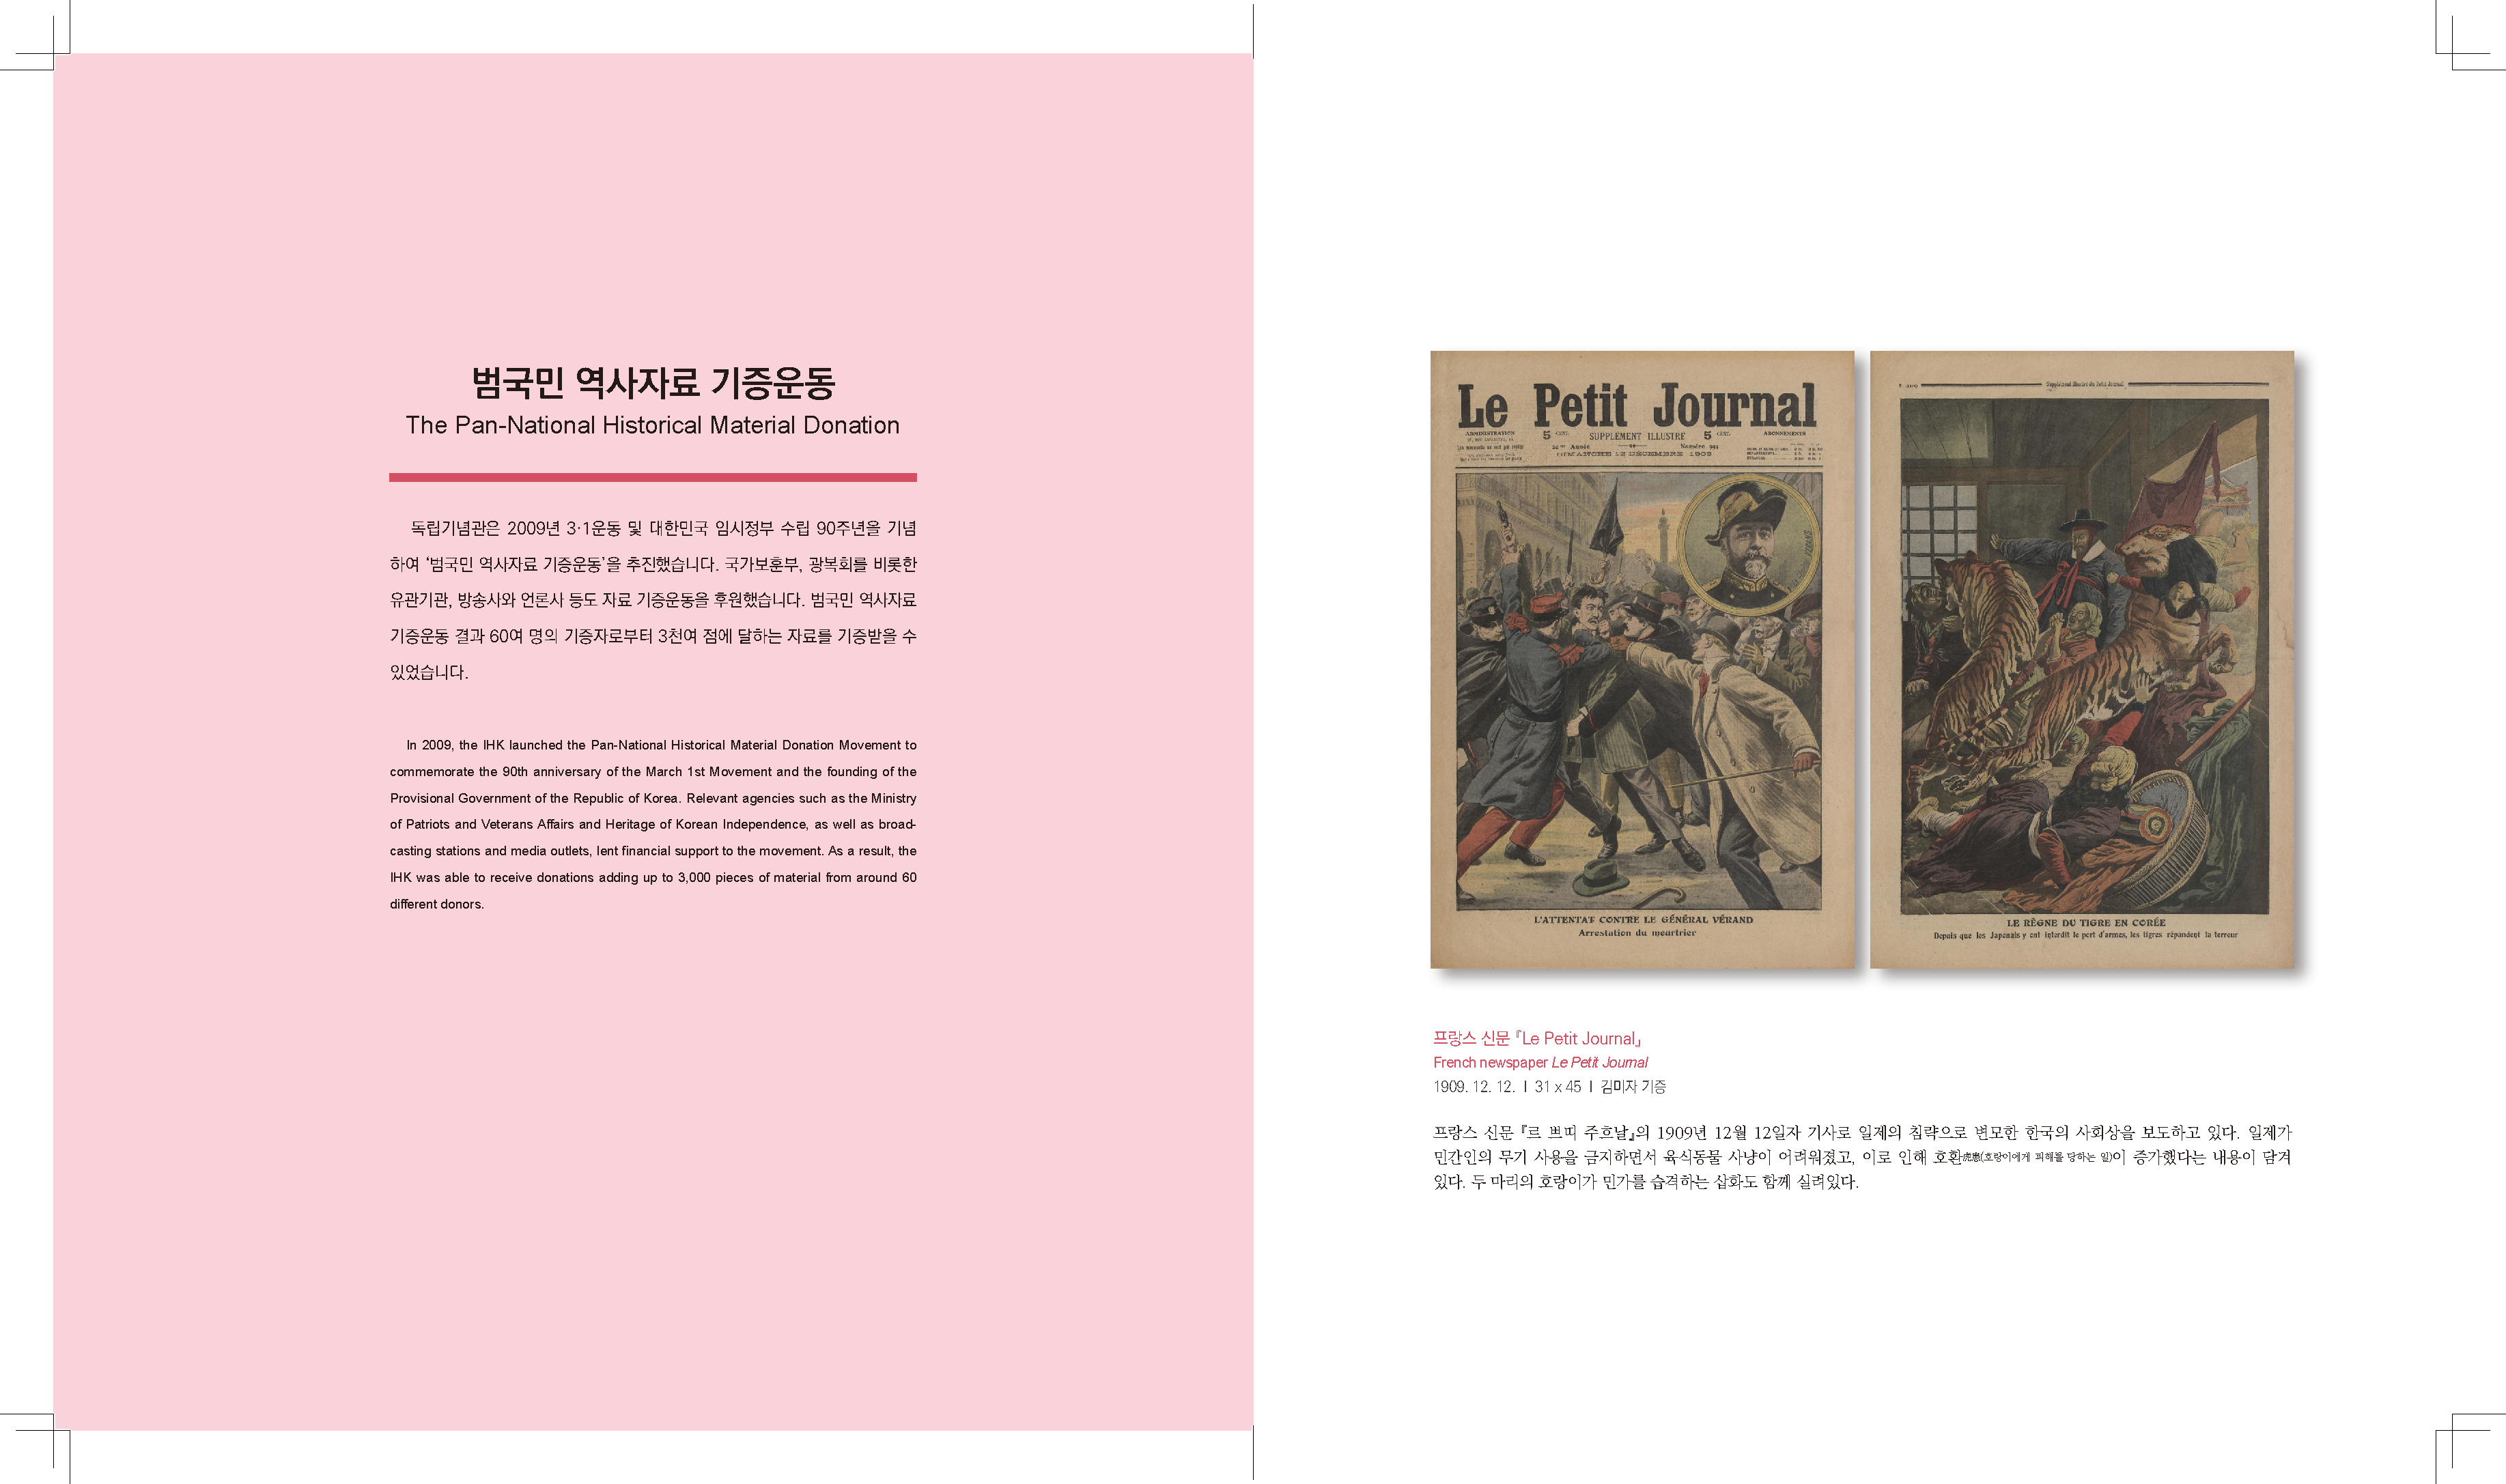 범국민 역사자료 기증운동
The Pan-National Historical Material Donation
독립기념관은 2009년 3·1운동 및 대한민국 임시정부 수립 90주년을 기념
하여 ‘범국민 역사자료 기증운동’을 추진했습니다. 국가보훈부, 광복회를 비롯한
유관기관, 방송사와 언론사 등도 자료 기증운동을 후원했습니다. 범국민 역사자료
기증운동 결과 60여 명의 기증자로부터 3천여 점에 달하는 자료를 기증받을 수
있었습니다.
In 2009, the IHK launched the Pan-National Historical Material Donation Movement to
commemorate the 90th anniversary of the March 1st Movement and the founding of the
Provisional Government of the Republic of Korea. Relevant agencies such as the Ministry
of Patriots and Veterans Affairs and Heritage of Korean Independence, as well as broad-
casting stations and media outlets, lent financial support to the movement. As a result, the
IHK was able to receive donations adding up to 3,000 pieces of material from around 60
different donors.
Le Petit Journal
ADMINISTRATION
5 CENT. SUPPLÉMENT ILLUSTRÉ 5 CENT.
ABONNEMENTS
Année Numéro
DIMANCHE 12 DÉCEMBRE 1909
L'ATTENTAT CONTRE LE GÉNÉRAL VÉRAND
Arrestation du meurtrier
Supplément illustré du Petit Journal
LE RÈGNE DU TIGRE EN CORÉE
Depuis que les Japonais y ont interdit le port d'armes, les tigres répandent la terreur
프랑스 신문 『Le Petit Journal』
French newspaper Le Petit Journal
1909. 12. 12. ㅣ 31 x 45 ㅣ 김미자 기증
프랑스 신문 『르 쁘띠 주흐날』의 1909년 12월 12일자 기사로 일제의 침략으로 변모한 한국의 사회상을 보도하고 있다. 일제가
민간인의 무기 사용을 금지하면서 육식동물 사냥이 어려워졌고, 이로 인해 호환虎患(호랑이에게 피해를 당하는 일)이 증가했다는 내용이 담겨
있다. 두 마리의 호랑이가 민가를 습격하는 삽화도 함께 실려있다.